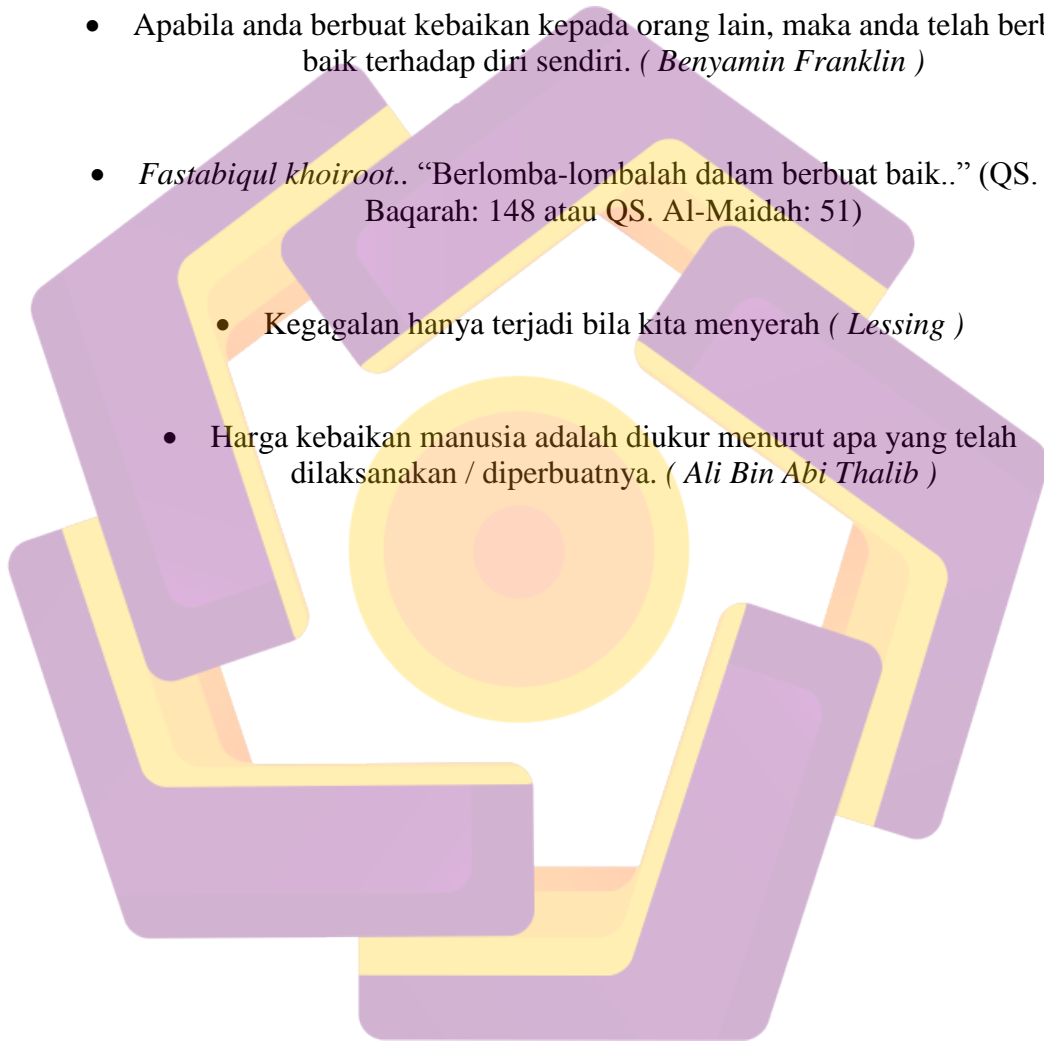 • Apabila anda berbuat kebaikan kepada orang lain, maka anda telah
baik terhadap diri sendiri. ( Benyamin Franklin )
• Fastabiqul khoiroot.. “Berlomba-lombalah dalam berbuat baik..” (QS.
Baqarah: 148 atau QS. Al-Maidah: 51)
• Kegagalan hanya terjadi bila kita menyerah ( Lessing )
• Harga kebaikan manusia adalah diukur menurut apa yang telah
dilaksanakan / diperbuatnya. ( Ali Bin Abi Thalib )